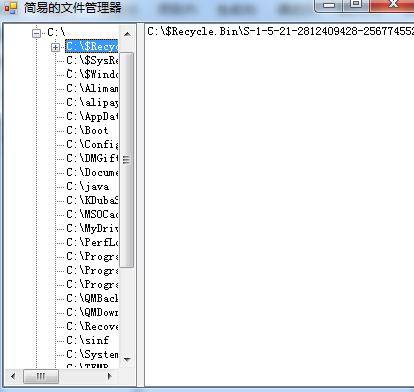 简易的文件管理器
C:\
C:\$Recyc
C:\$SysRe
C:\$Windo
C:\Aliman
C:\alipay
C:\AppDat
C:\Boot
C:\Config
C:\DMGift
C:\Docume
C:\java
C:\KDubaS
C:\MSOCac
C:\MyDriv
C:\PerfLo
C:\Progra
C:\Progra
C:\Progra
C:\QMBack
C:\QMDown
C:\Recove
C:\sinf
C:\System
C:\TEMP
C:\$Recycle.Bin\S-1-5-21-2812409428-256774552